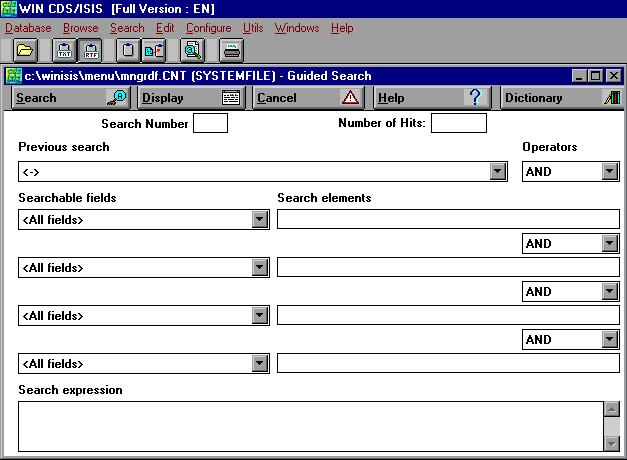 WIN CDS/ISIS [Full Version : EN]
Database Browse Search Edit Configure Utils Windows Help
TXT RTF
c:\winisis\menu\mngrdf.CNT (SYSTEMFILE) - Guided Search
Search Display Cancel Help Dictionary
Search Number Number of Hits:
Previous search Operators
<-> AND
Searchable fields Search elements
<All fields>
AND
<All fields>
AND
<All fields>
AND
<All fields>
Search expression